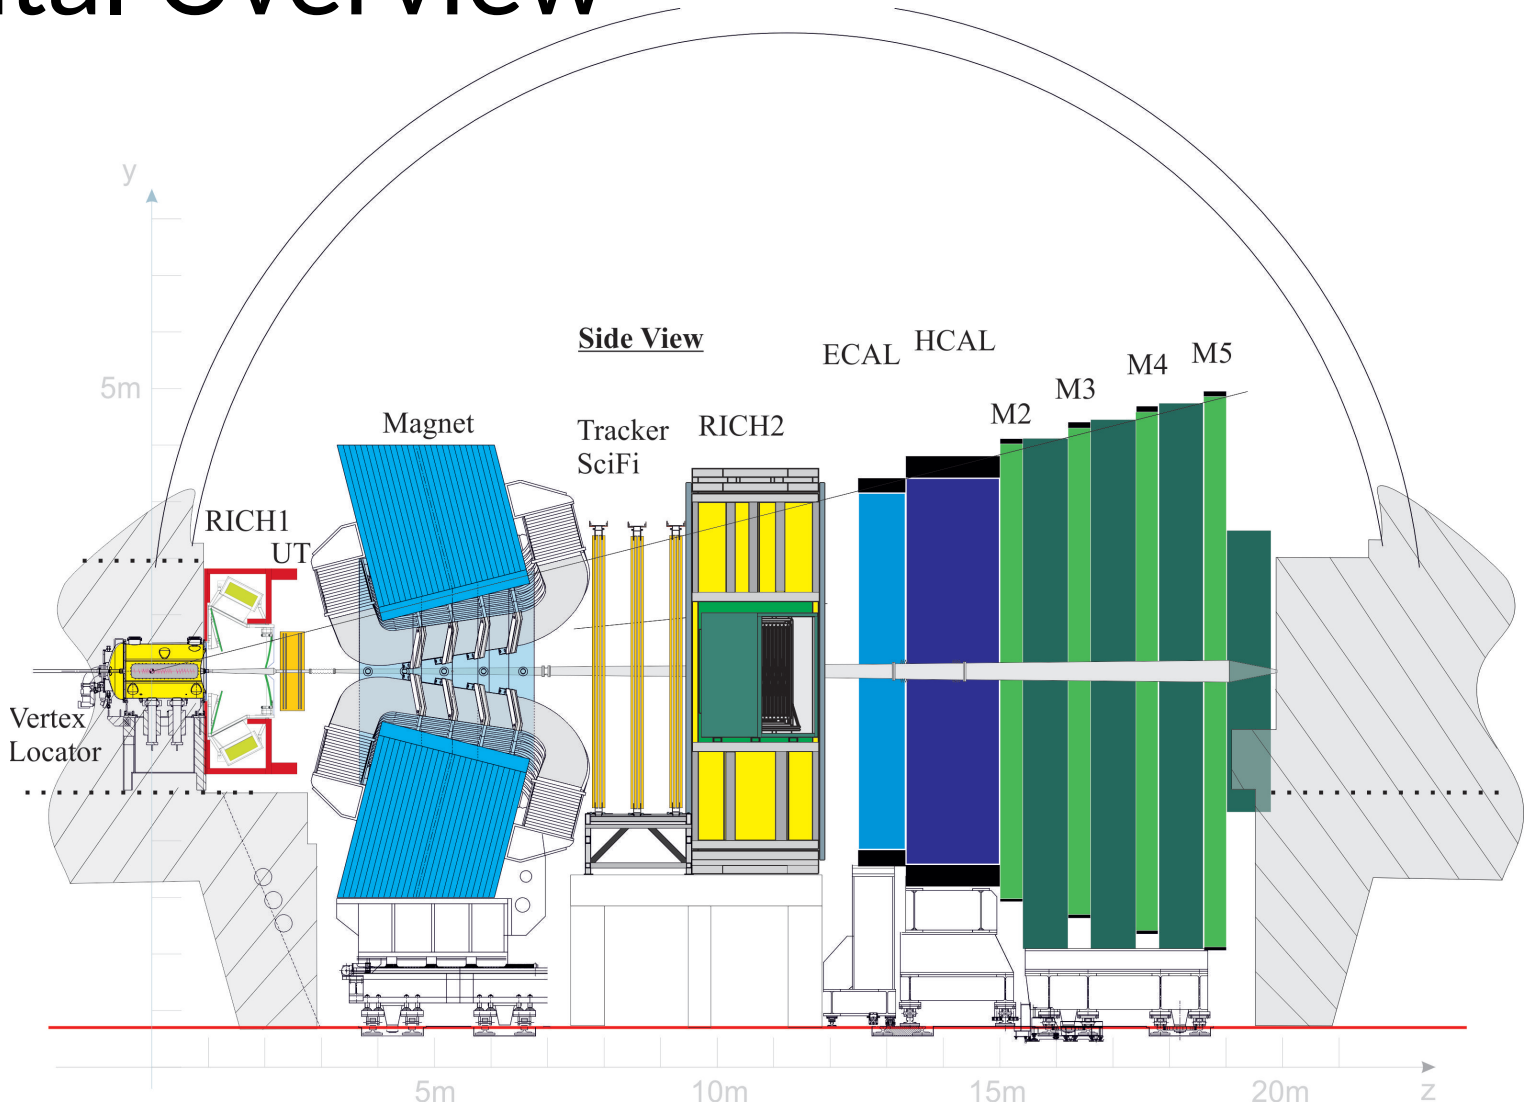 Overview
y
5m
Side View
ECAL
HCAL
M2
M3
M4
M5
Magnet
Tracker
SciFi
RICH2
RICH1
UT
Vertex
Locator
5m
10m
15m
20m
z